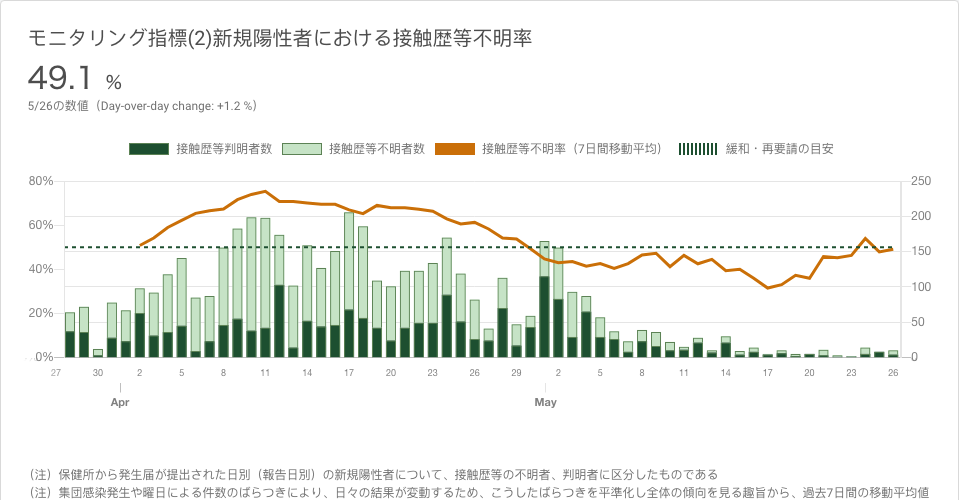 モニタリング指標(2)新規陽性者における接触歴等不明率
49.1 %
5/26の数値（Day-over-day change: +1.2 %）
接触歴等判明者数 接触歴等不明者数 接触歴等不明率（7日間移動平均） 緩和・再要請の目安
80% 250
200
60%
150
40%
100
20%
50
0% 0
27 30 2 5 8 11 14 17 20 23 26 29 2 5 8 11 14 17 20 23 26
Apr May
（注）保健所から発生届が提出された日別（報告日別）の新規陽性者について、接触歴等の不明者、判明者に区分したものである
（注）集団感染発生や曜日による件数のばらつきにより、日々の結果が変動するため、こうしたばらつきを平準化し全体の傾向を見る趣旨から、過去7日間の移動平均値